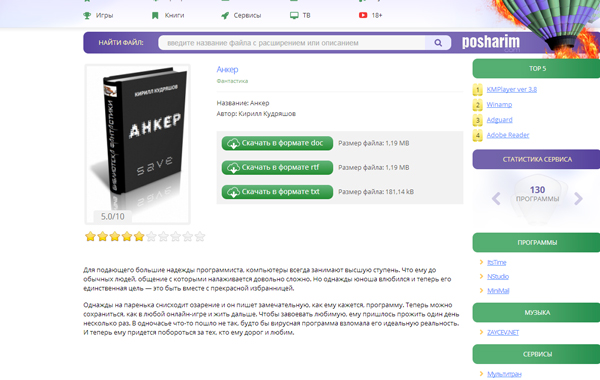 Игры
Книги
Сервисы
ТВ
18+
НАЙТИ ФАЙЛ:
введите название файла с расширением или описанием
posharim
БИБЛИОТЕКА ФАНТАСТИКИ
КИРИЛЛ КУДРЯШОВ
АНКЕР
save
5.0/10
Анкер
Фантастика
Название: Анкер
Автор: Кирилл Кудряшов
Скачать в формате doc
Размер файла: 1,19 MB
Скачать в формате rtf
Размер файла: 1,19 MB
Скачать в формате txt
Размер файла: 181,14 kB
Для подающего большие надежды программиста, компьютеры всегда занимают высшую ступень. Что ему до
обычных людей, общение с которыми налаживается довольно сложно. Но однажды юноша влюбился и теперь его
единственная цель — это быть вместе с прекрасной избранницей.
Однажды на паренька снисходит озарение и он пишет замечательную, как ему кажется, программу. Теперь можно
сохраниться, как в любой онлайн-игре и жить дальше. Чтобы завоевать любимую, ему пришлось прожить один день
несколько раз. В одночасье что-то пошло не так, будто бы вирусная программа взломала его идеальную реальность.
И теперь ему придется побороться за тех, кто ему дорог и любим.
TOP 5
1 KMPlayer ver 3.8
2 Winamp
3 Adguard
4 Adobe Reader
СТАТИСТИКА СЕРВИСА
130
ПРОГРАММЫ
ПРОГРАММЫ
ItsTime
NStudio
MiniMail
МУЗЫКА
ZAYCEV.NET
СЕРВИСЫ
Мультитран